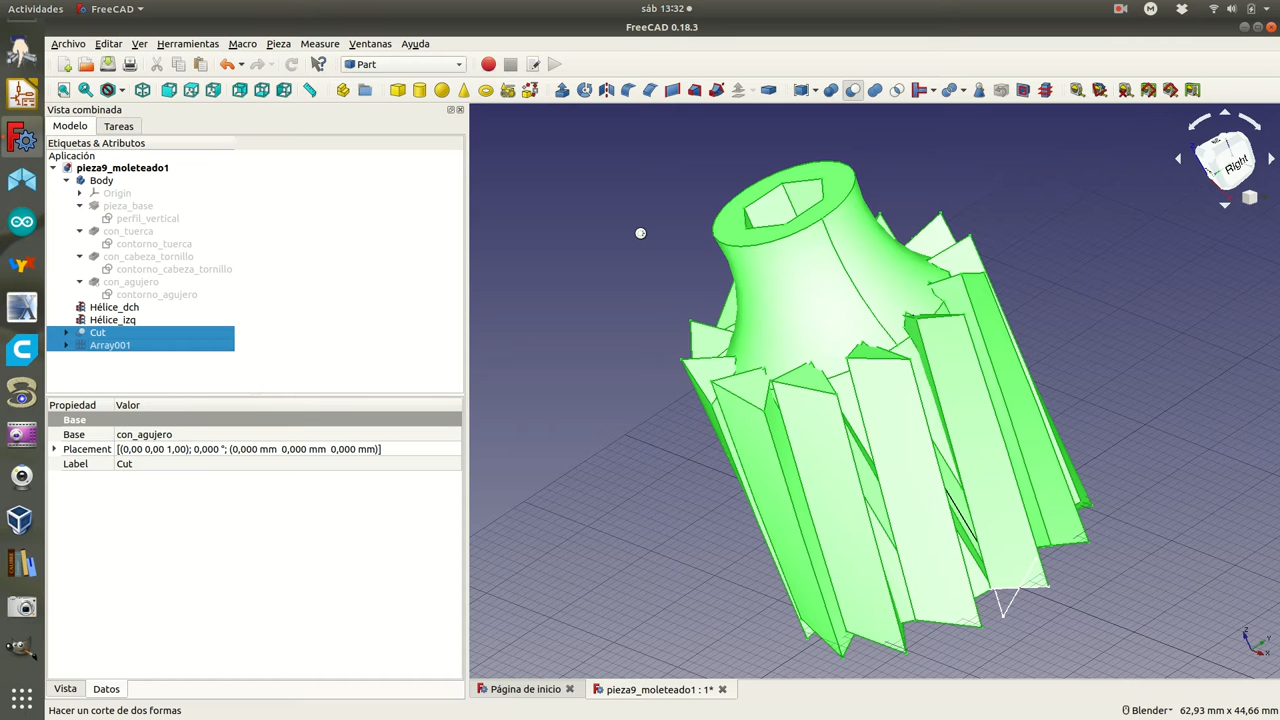 Actividades
FreeCAD
sáb 13:32
FreeCAD 0.18.3
Archivo Editar Ver Herramientas Macro Pieza Measure Ventanas Ayuda
Part
Vista combinada
Modelo Tareas
Etiquetas & Atributos
Aplicación
pieza9_moleteado1
Body
Origin
pieza_base
perfil_vertical
con_tuerca
contorno_tuerca
con_cabeza_tornillo
contorno_cabeza_tornillo
con_agujero
contorno_agujero
Hélice_dch
Hélice_izq
Cut
Array001
Right
Propiedad Valor
Base
Base con_agujero
Placement [(0,00 0,00 1,00); 0,000 °; (0,000 mm 0,000 mm 0,000 mm)]
Label Cut
Vista Datos
Página de inicio
pieza9_moleteado1 : 1*
Hacer un corte de dos formas
Blender
62,93 mm x 44,66 mm